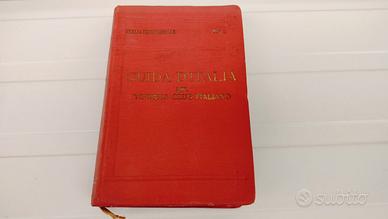 GUIDA D'ITALIA
DEL
TOURING CLUB ITALIANO
subito